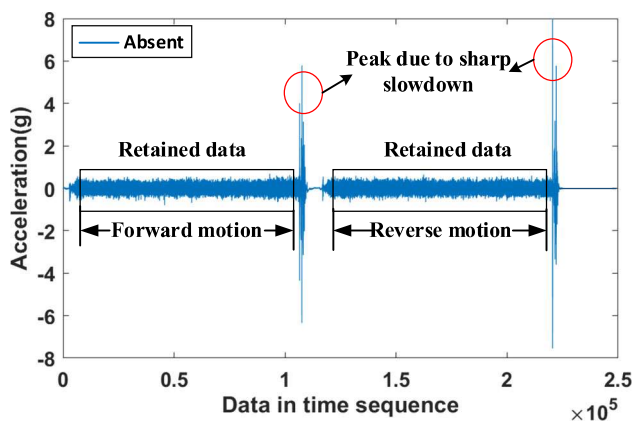 Absent
Peak due to sharp
slowdown
Retained data
Retained data
Forward motion
Reverse motion
Acceleration(g)
8
6
4
2
0
-2
-4
-6
-8
0
0.5
1
1.5
2
2.5
×10⁵
Data in time sequence